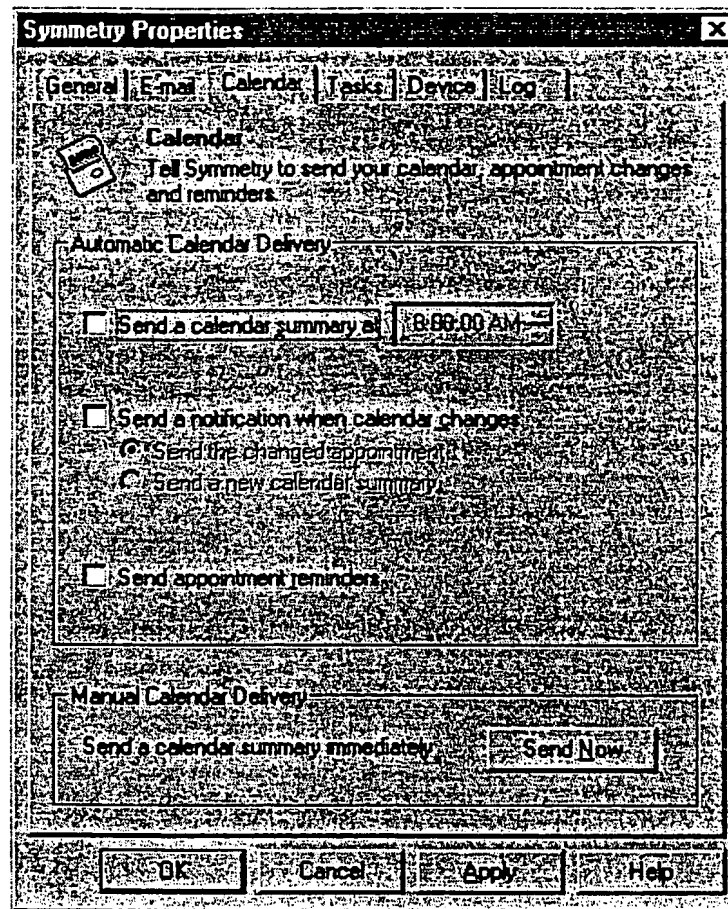 Symmetry Properties
General E-mail Calendar Tasks Device Log
Calendar
Tell Symmetry to send your calendar, appointment changes
and reminders.
Automatic Calendar Delivery
Send a calendar summary at 8:00:00 AM
Send a notification when calendar changes
Send the changed appointment
Send a new calendar summary
Send appointment reminders
Manual Calendar Delivery
Send a calendar summary immediately Send Now
OK Cancel Apply Help